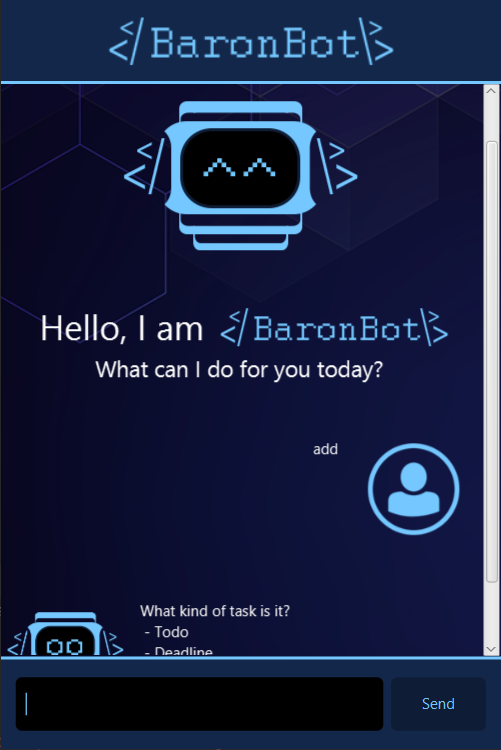 </BaronBot\>
Hello, I am </BaronBot\>
What can I do for you today?
add
What kind of task is it?
- Todo
- Deadline
Send